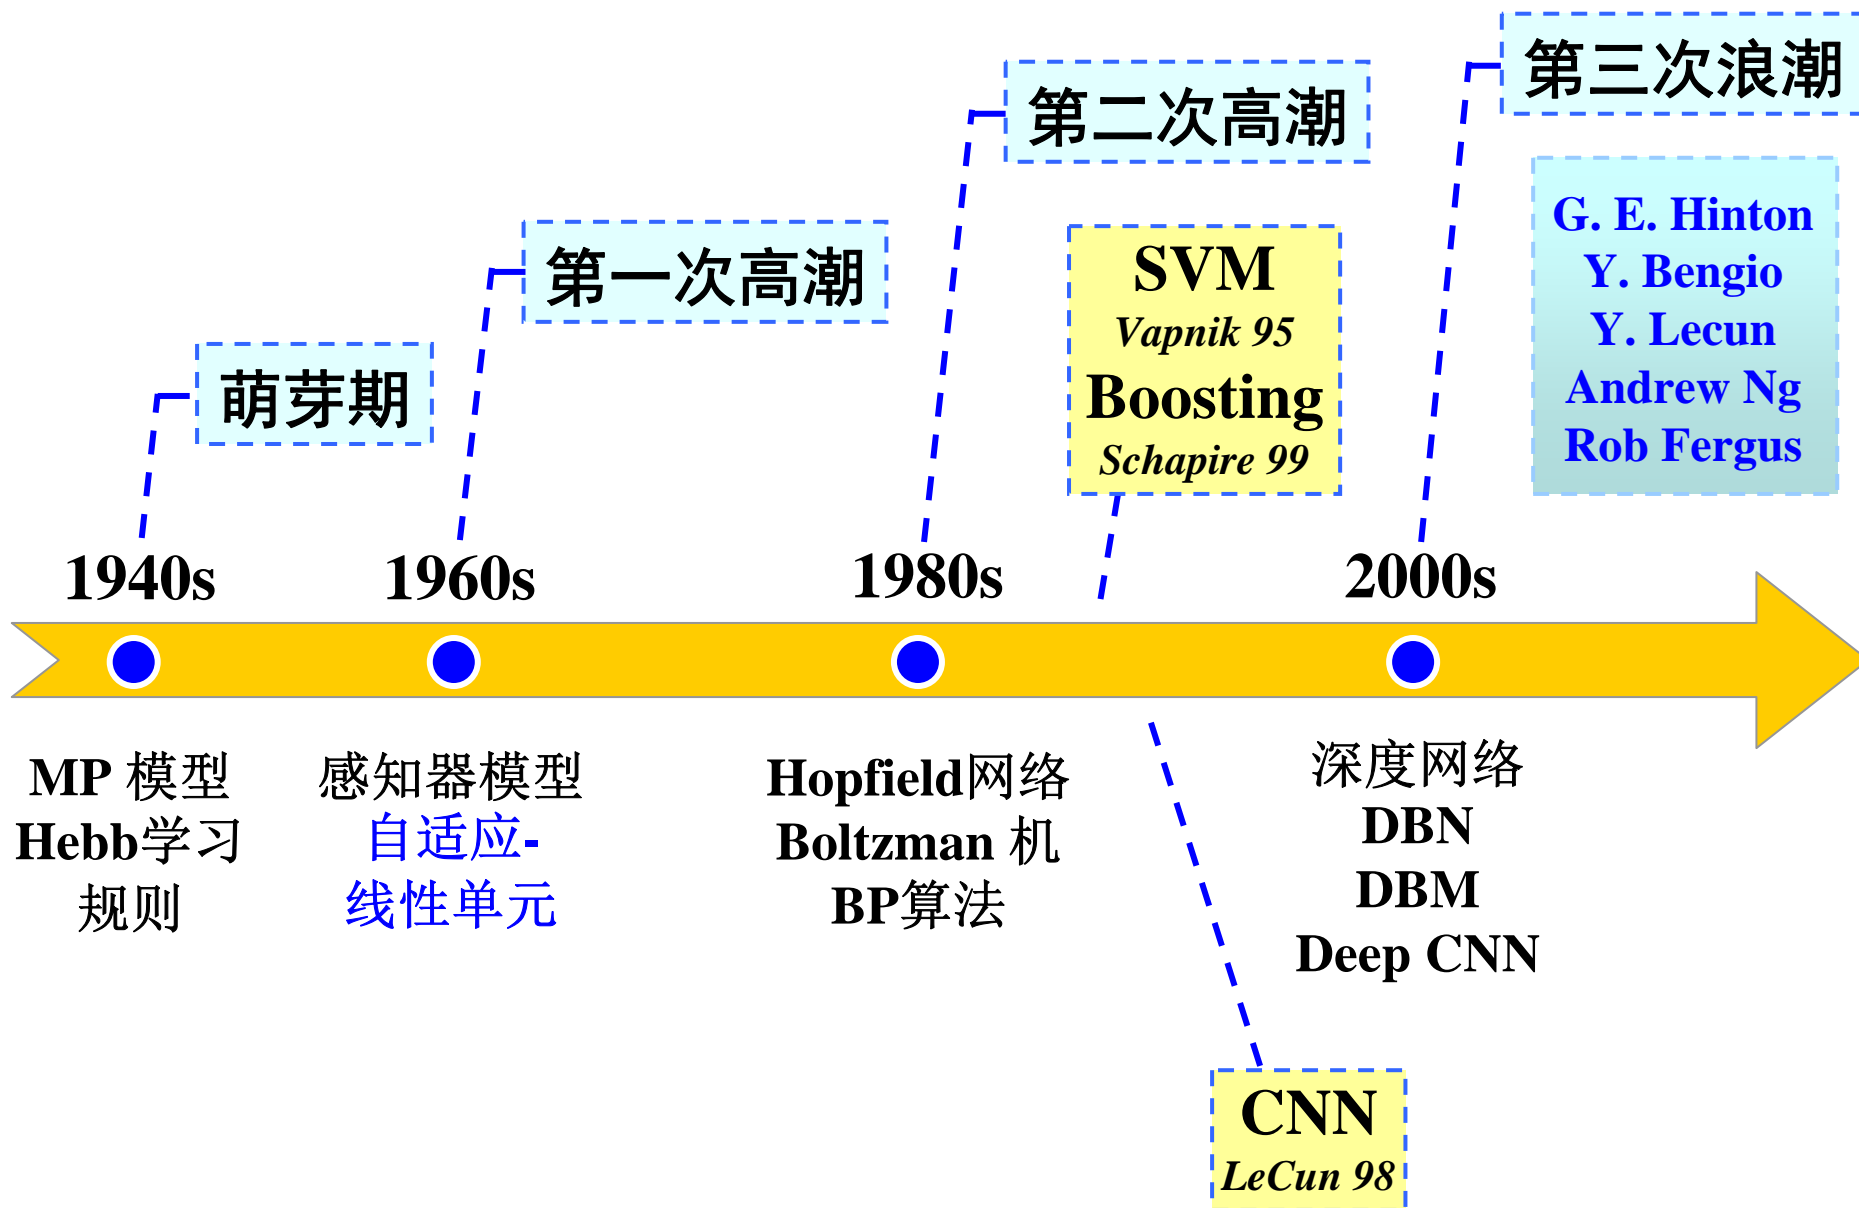 第三次浪潮
第二次高潮
第一次高潮
萌芽期
G. E. Hinton
Y. Bengio
Y. Lecun
Andrew Ng
Rob Fergus
SVM
Vapnik 95
Boosting
Schapire 99
1940s
1960s
1980s
2000s
MP 模型
Hebb学习
规则
感知器模型
自适应-
线性单元
Hopfield网络
Boltzman 机
BP算法
深度网络
DBN
DBM
Deep CNN
CNN
LeCun 98